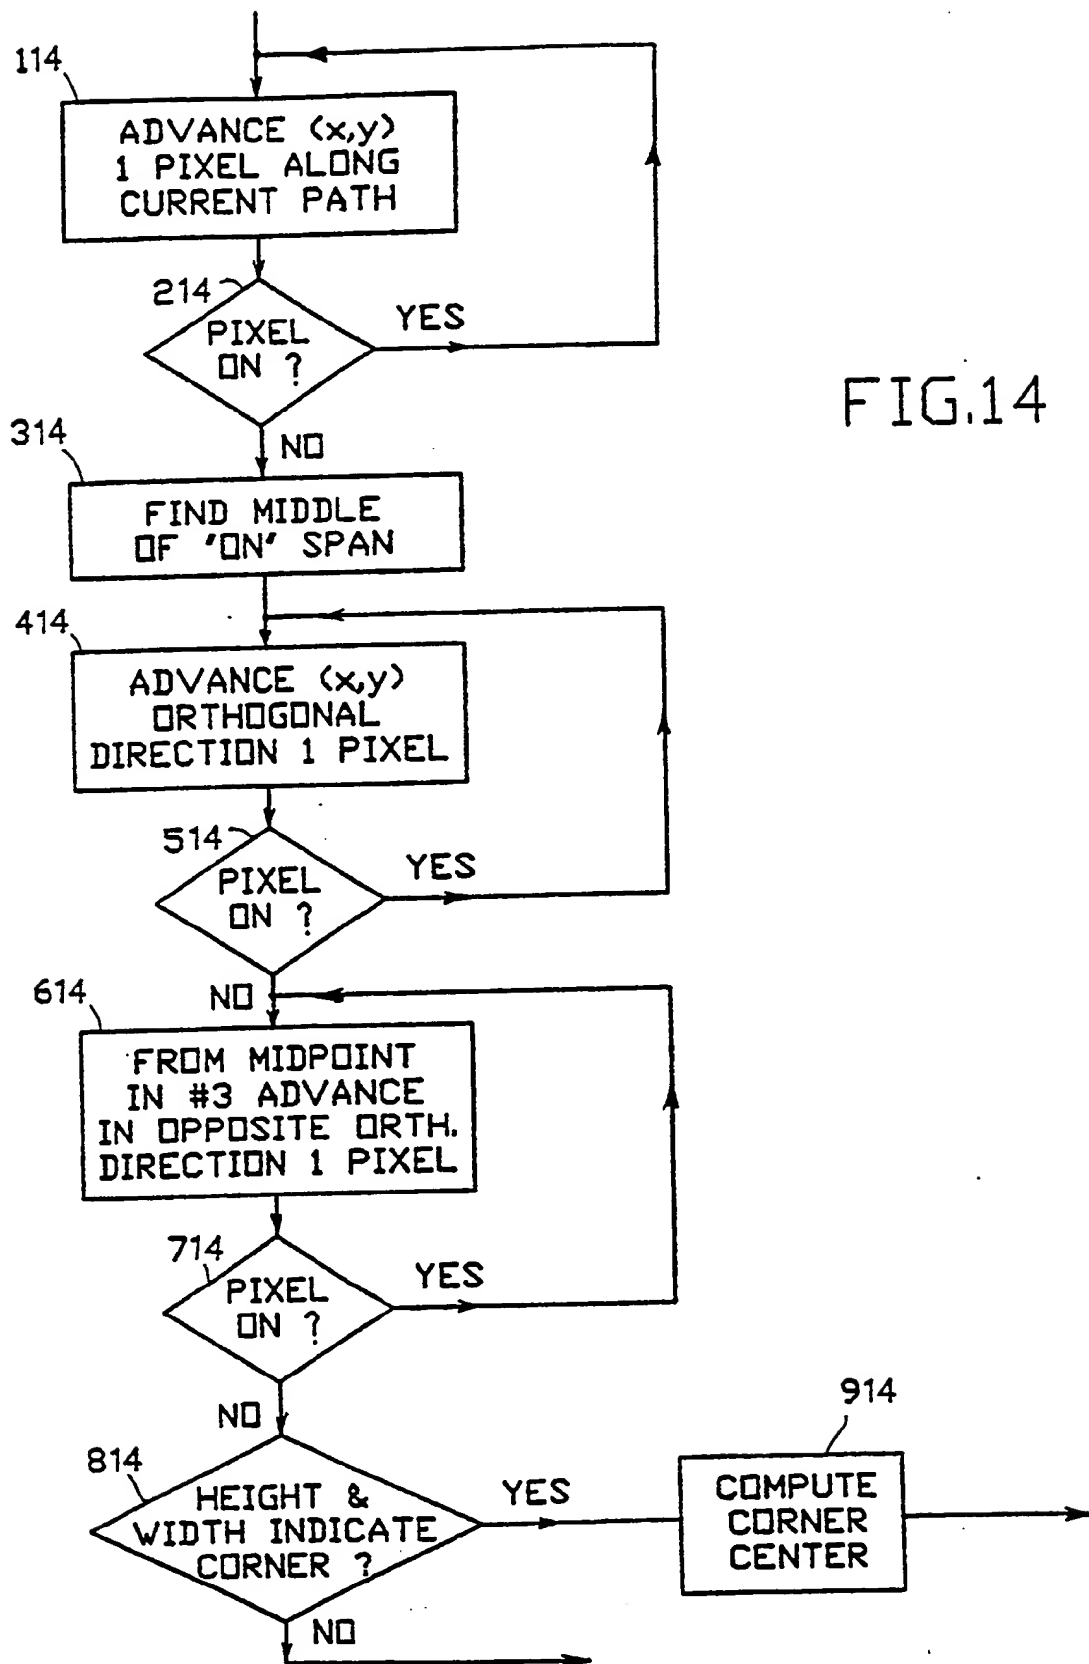 114
ADVANCE (x,y)
1 PIXEL ALONG
CURRENT PATH
214
PIXEL
ON ?
YES
FIG.14
NO
314
FIND MIDDLE
OF 'ON' SPAN
414
ADVANCE (x,y)
ORTHOGONAL
DIRECTION 1 PIXEL
514
PIXEL
ON ?
YES
NO
614
FROM MIDPOINT
IN #3 ADVANCE
IN OPPOSITE ORTH.
DIRECTION 1 PIXEL
714
PIXEL
ON ?
YES
NO
814
HEIGHT &
WIDTH INDICATE
CORNER ?
YES
914
COMPUTE
CORNER
CENTER
NO